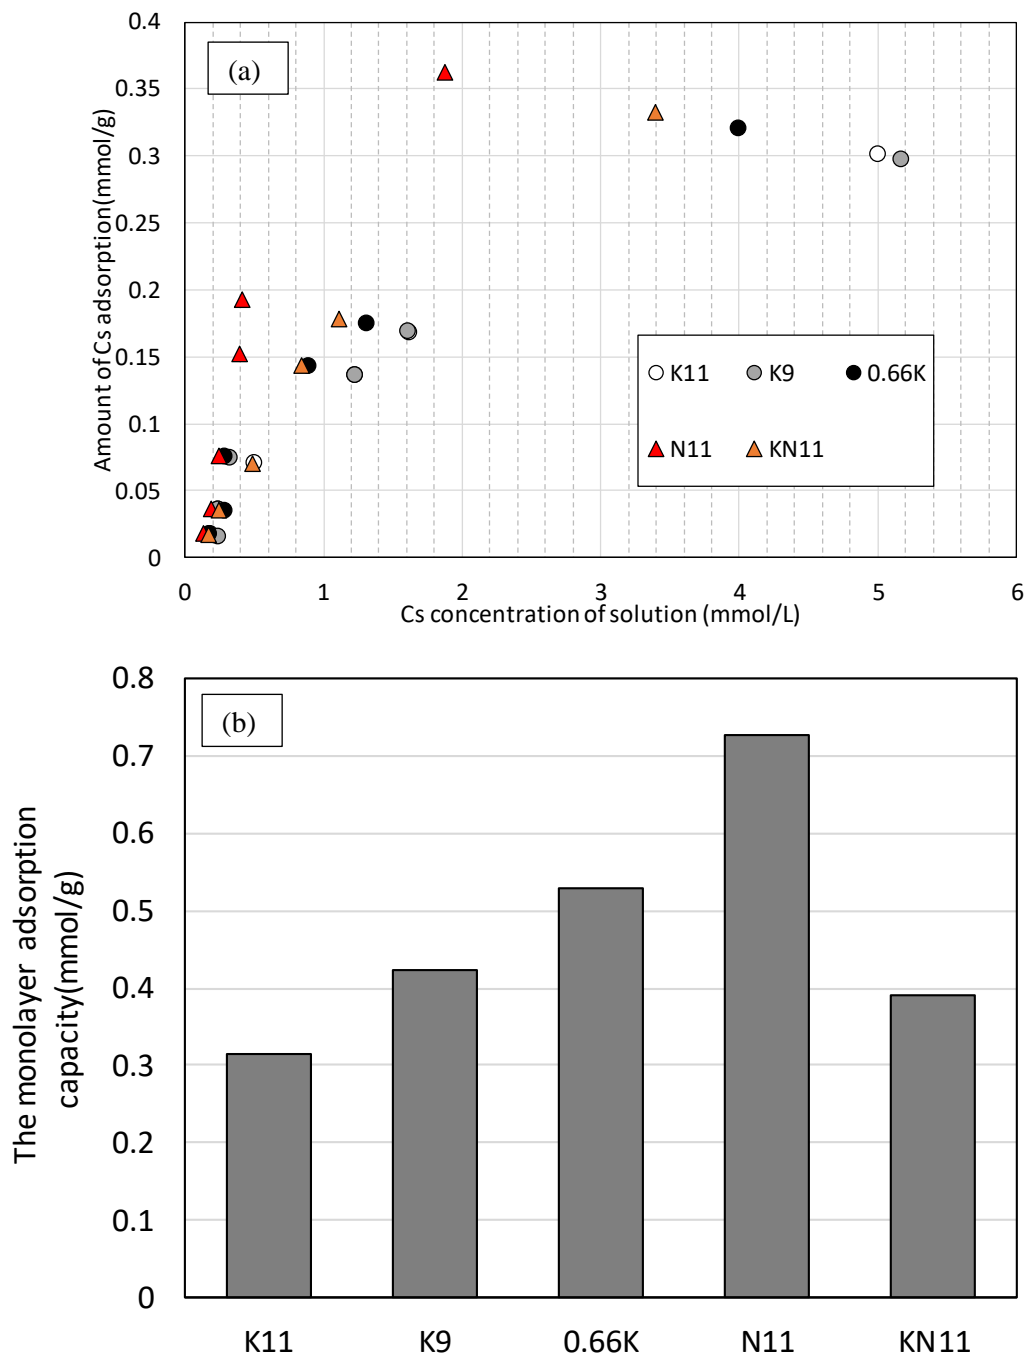 (a)
0.4
0.35
0.3
0.25
0.2
0.15
0.1
0.05
0
Amount of Cs adsorption(mmol/g)
K11 K9 0.66K
N11 KN11
0 1 2 3 4 5 6
Cs concentration of solution (mmol/L)
(b)
0.8
0.7
0.6
0.5
0.4
0.3
0.2
0.1
0
The monolayer adsorption
capacity(mmol/g)
K11 K9 0.66K N11 KN11